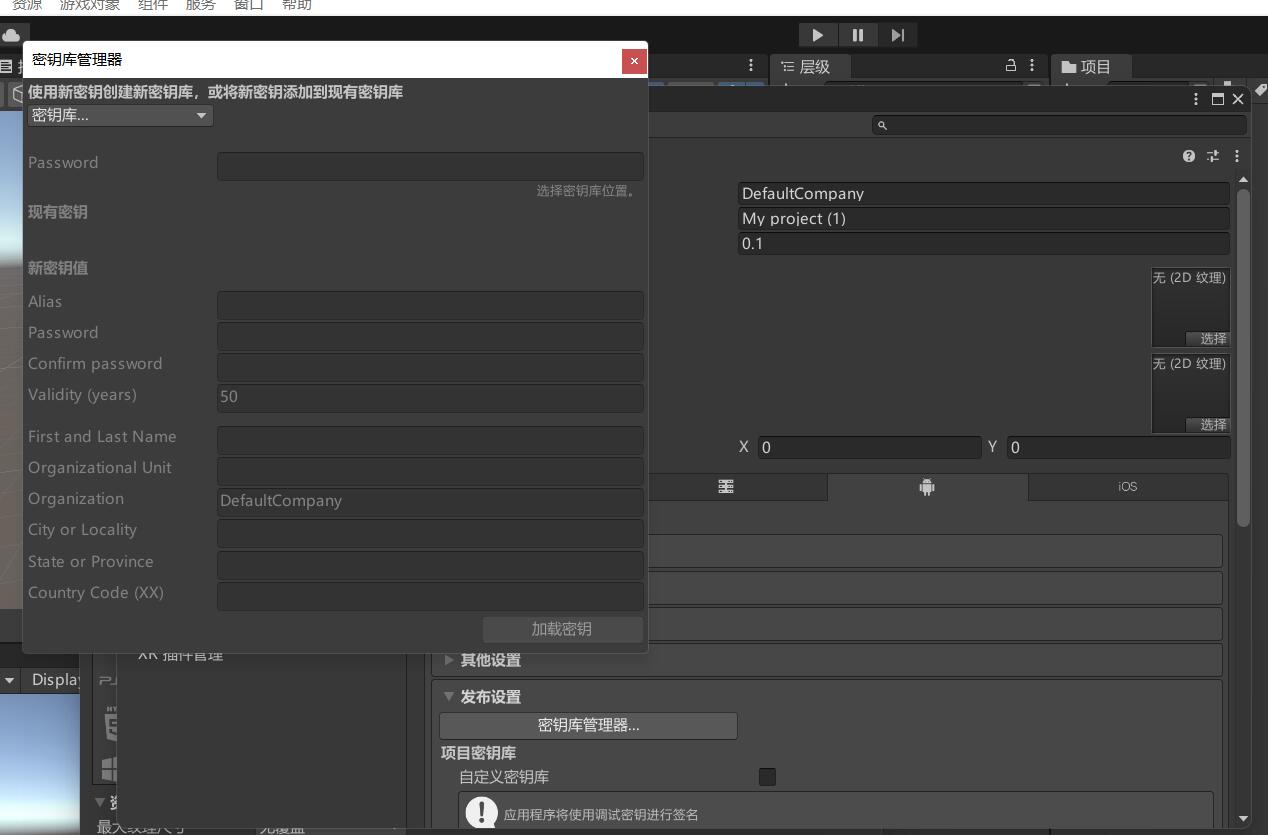 资源 游戏对象 组件 服务 窗口 帮助
密钥库管理器
使用新密钥创建新密钥库，或将新密钥添加到现有密钥库
密钥库...
Password
选择密钥库位置。
现有密钥
新密钥值
Alias
Password
Confirm password
Validity (years) 50
First and Last Name
Organizational Unit
Organization DefaultCompany
City or Locality
State or Province
Country Code (XX)
加载密钥
层级
项目
DefaultCompany
My project (1)
0.1
无 (2D 纹理)
选择
无 (2D 纹理)
选择
X 0 Y 0
iOS
XR 插件管理
其他设置
Display
发布设置
密钥库管理器...
项目密钥库
自定义密钥库
应用程序将使用调试密钥进行签名
最大纹理尺寸 无覆盖